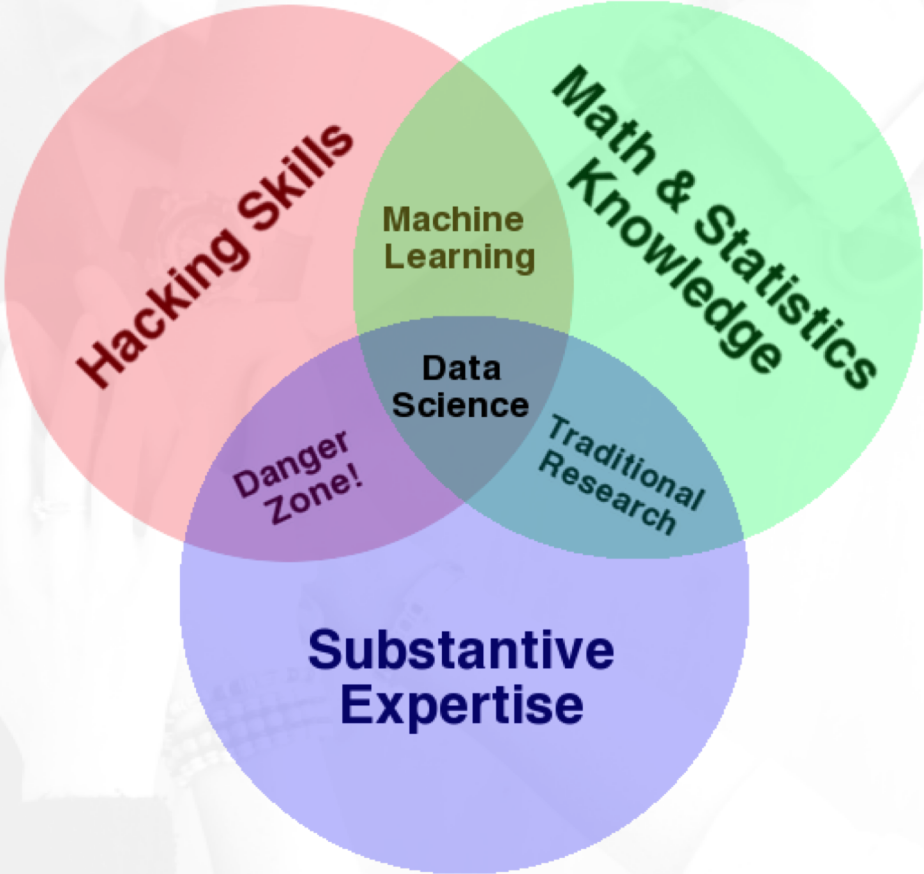 Hacking Skills
Math & Statistics
Knowledge
Machine
Learning
Data
Science
Danger
Zone!
Traditional
Research
Substantive
Expertise